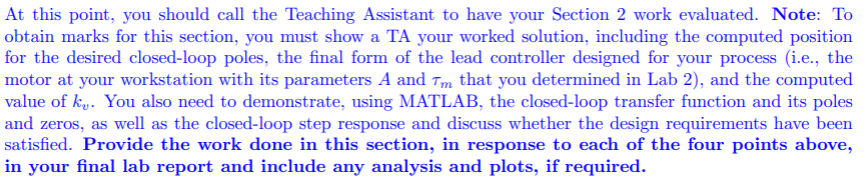 At this point, you should call the Teaching Assistant to have your Section 2 work evaluated. Note: To
obtain marks for this section, you must show a TA your worked solution, including the computed position
for the desired closed-loop poles, the final form of the lead controller designed for your process (i.e., the
motor at your workstation with its parameters A and τm that you determined in Lab 2), and the computed
value of kv. You also need to demonstrate, using MATLAB, the closed-loop transfer function and its poles
and zeros, as well as the closed-loop step response and discuss whether the design requirements have been
satisfied. Provide the work done in this section, in response to each of the four points above,
in your final lab report and include any analysis and plots, if required.